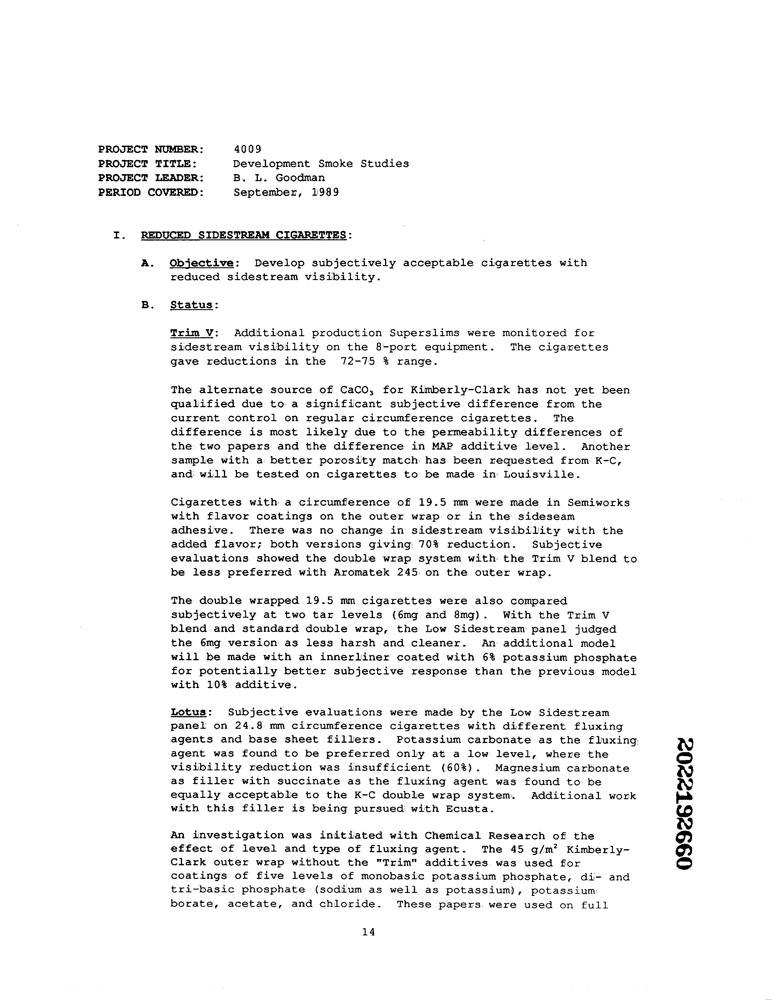 PROJECT NUMBER: 4009
PROJECT TITLE: Development Smoke Studies
PROJECT LEADER: B. L. Goodman
PERIOD COVERED: September, 1989
I. REDUCED SIDESTREAM CIGARETTES:
A. Objective: Develop subjectively acceptable cigarettes with
reduced sidestream visibility.
B. Status:
Trim V: Additional production Superslims were monitored for
sidestream visibility on the 8-port equipment. The cigarettes
gave reductions in the 72-75 % range.
The alternate source of CaCO₃ for Kimberly-Clark has not yet been
qualified due to a significant subjective difference from the
current control on regular circumference cigarettes. The
difference is most likely due to the permeability differences of
the two papers and the difference in MAP additive level. Another
sample with a better porosity match has been requested from K-C,
and will be tested on cigarettes to be made in Louisville.
Cigarettes with a circumference of 19.5 mm were made in Semiworks
with flavor coatings on the outer wrap or in the sideseam
adhesive. There was no change in sidestream visibility with the
added flavor; both versions giving 70% reduction. Subjective
evaluations showed the double wrap system with the Trim V blend to
be less preferred with Aromatek 245 on the outer wrap.
The double wrapped 19.5 mm cigarettes were also compared
subjectively at two tar levels (6mg and 8mg). With the Trim V
blend and standard double wrap, the Low Sidestream panel judged
the 6mg version as less harsh and cleaner. An additional model
will be made with an innerliner coated with 6% potassium phosphate
for potentially better subjective response than the previous model
with 10% additive.
Lotus: Subjective evaluations were made by the Low Sidestream
panel on 24.8 mm circumference cigarettes with different fluxing
agents and base sheet fillers. Potassium carbonate as the fluxing
agent was found to be preferred only at a low level, where the
visibility reduction was insufficient (60%). Magnesium carbonate
as filler with succinate as the fluxing agent was found to be
equally acceptable to the K-C double wrap system. Additional work
with this filler is being pursued with Ecusta.
An investigation was initiated with Chemical Research of the
effect of level and type of fluxing agent. The 45 g/m² Kimberly-
Clark outer wrap without the "Trim" additives was used for
coatings of five levels of monobasic potassium phosphate, di- and
tri-basic phosphate (sodium as well as potassium), potassium
borate, acetate, and chloride. These papers were used on full
14
2022192660